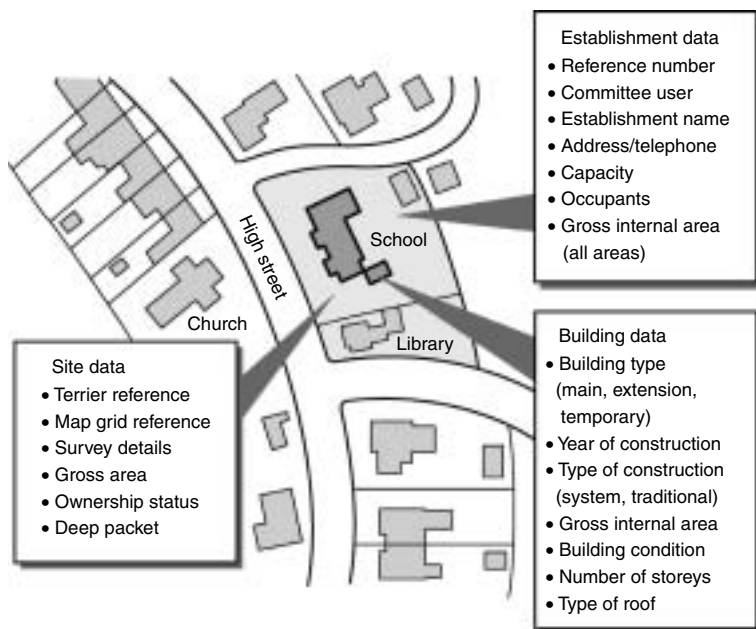 Establishment data
• Reference number
• Committee user
• Establishment name
• Address/telephone
• Capacity
• Occupants
• Gross internal area
(all areas)
School
High street
Church
Library
Site data
• Terrier reference
• Map grid reference
• Survey details
• Gross area
• Ownership status
• Deep packet
Building data
• Building type
(main, extension,
temporary)
• Year of construction
• Type of construction
(system, traditional)
• Gross internal area
• Building condition
• Number of storeys
• Type of roof